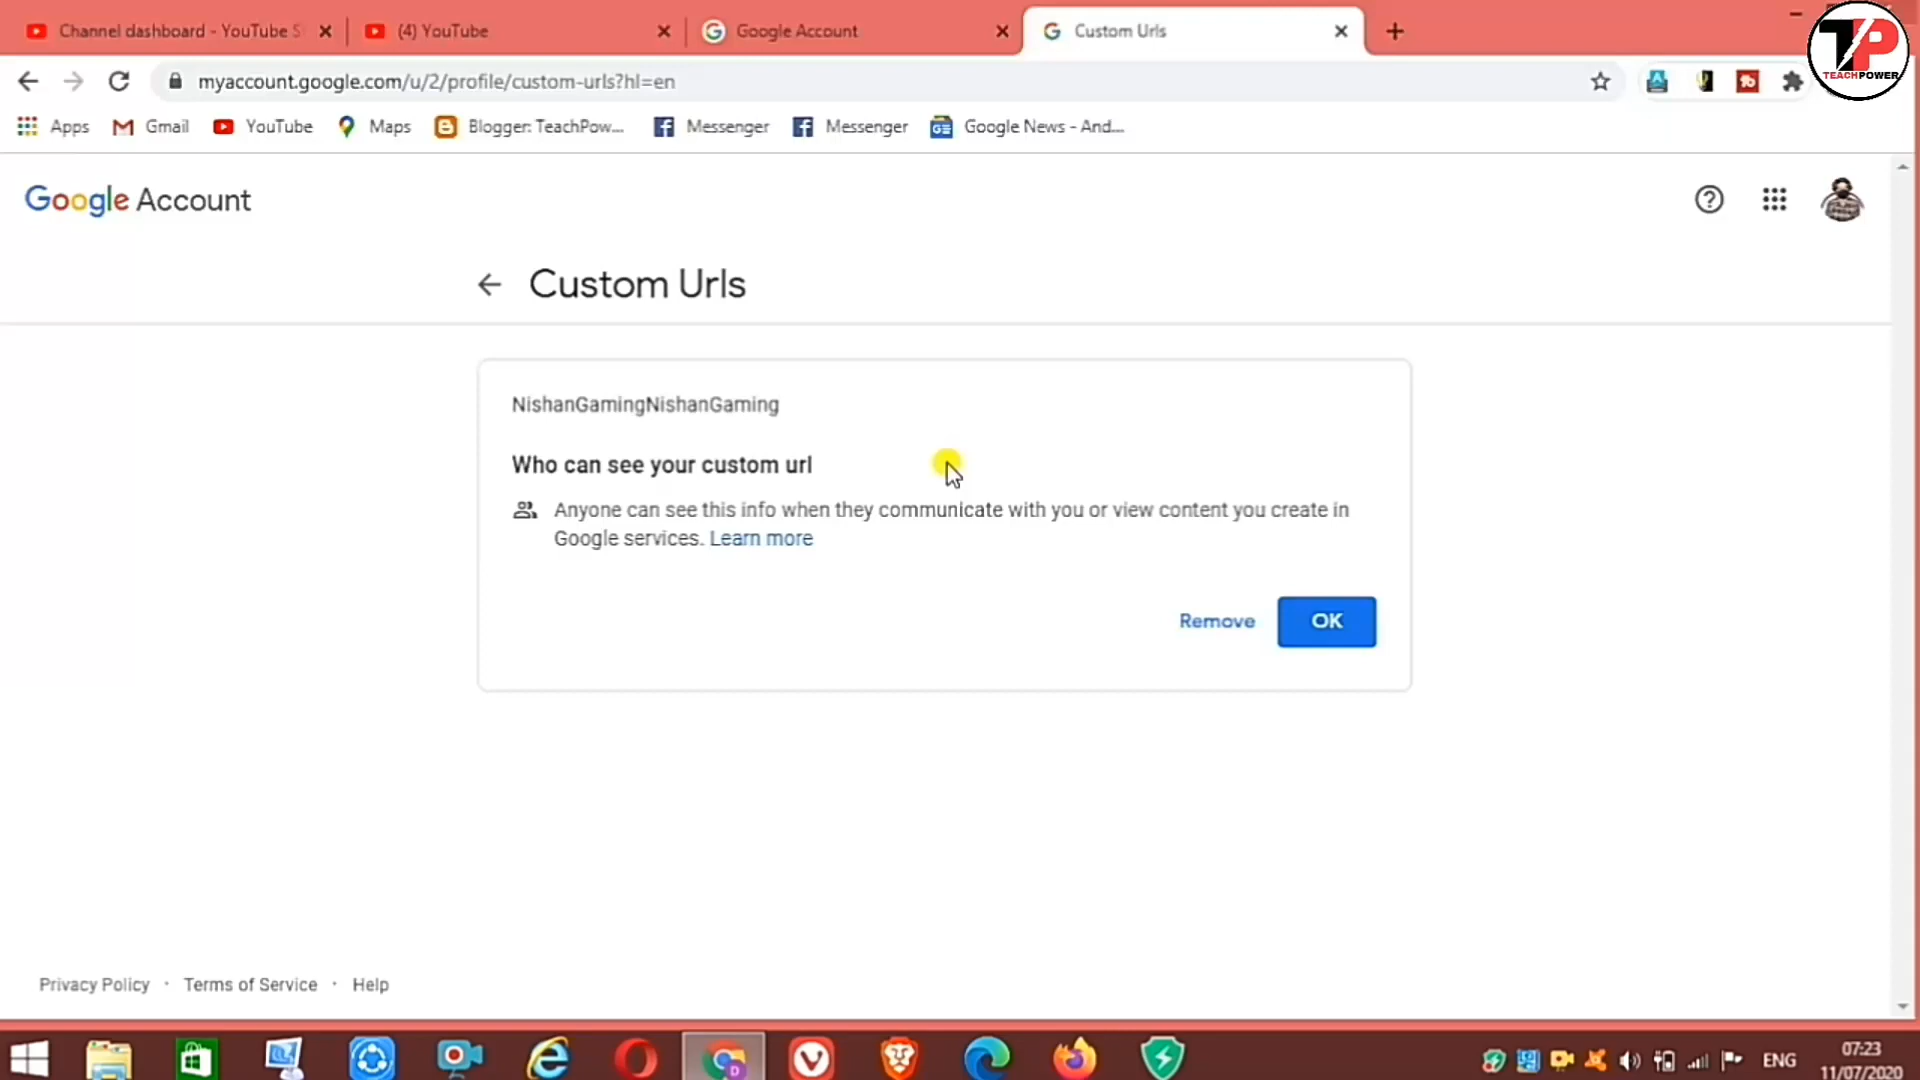 Channel dashboard - YouTube S
(4) YouTube
Google Account
Custom Urls
TP
TEACHPOWER
myaccount.google.com/u/2/profile/custom-urls?hl=en
Apps
Gmail
YouTube
Maps
Blogger: TeachPow...
Messenger
Messenger
Google News - And...
Google Account
Custom Urls
NishanGamingNishanGaming
Who can see your custom url
Anyone can see this info when they communicate with you or view content you create in
Google services. Learn more
Remove
OK
Privacy Policy · Terms of Service · Help
ENG
07:23
11/07/2020